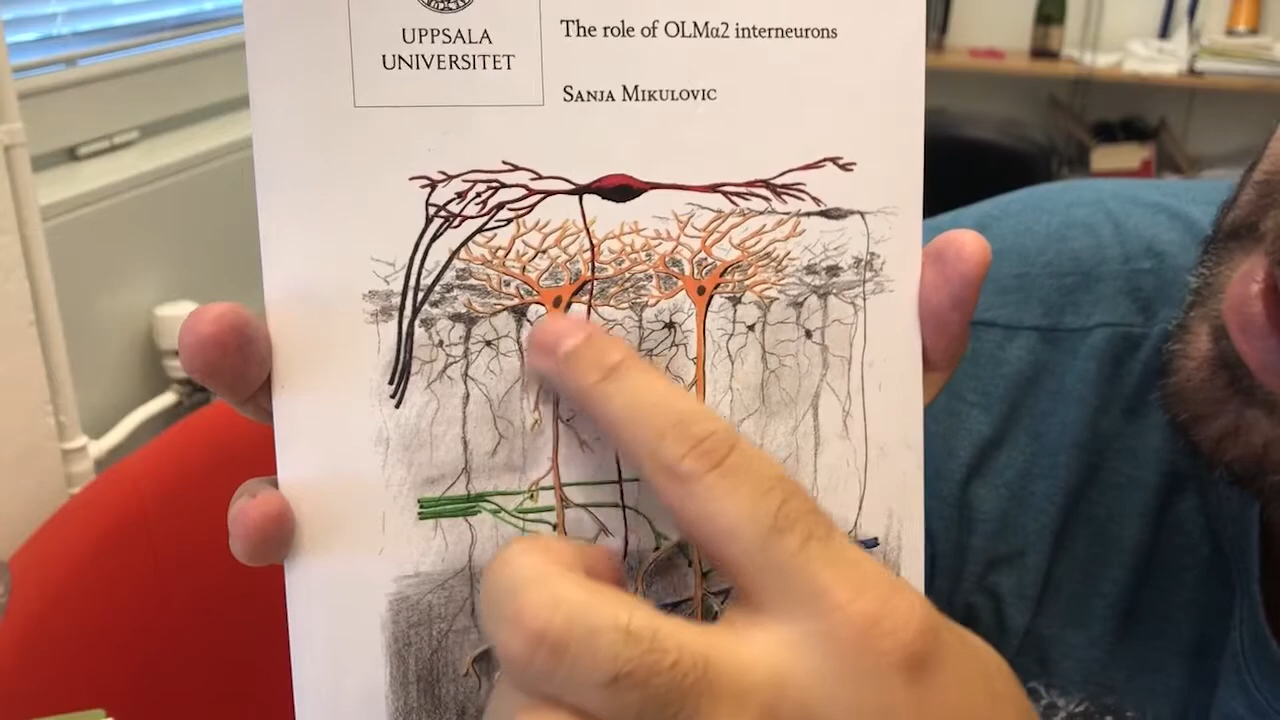 UPPSALA
UNIVERSITET
The role of OLMα2 interneurons
SANJA MIKULOVIC